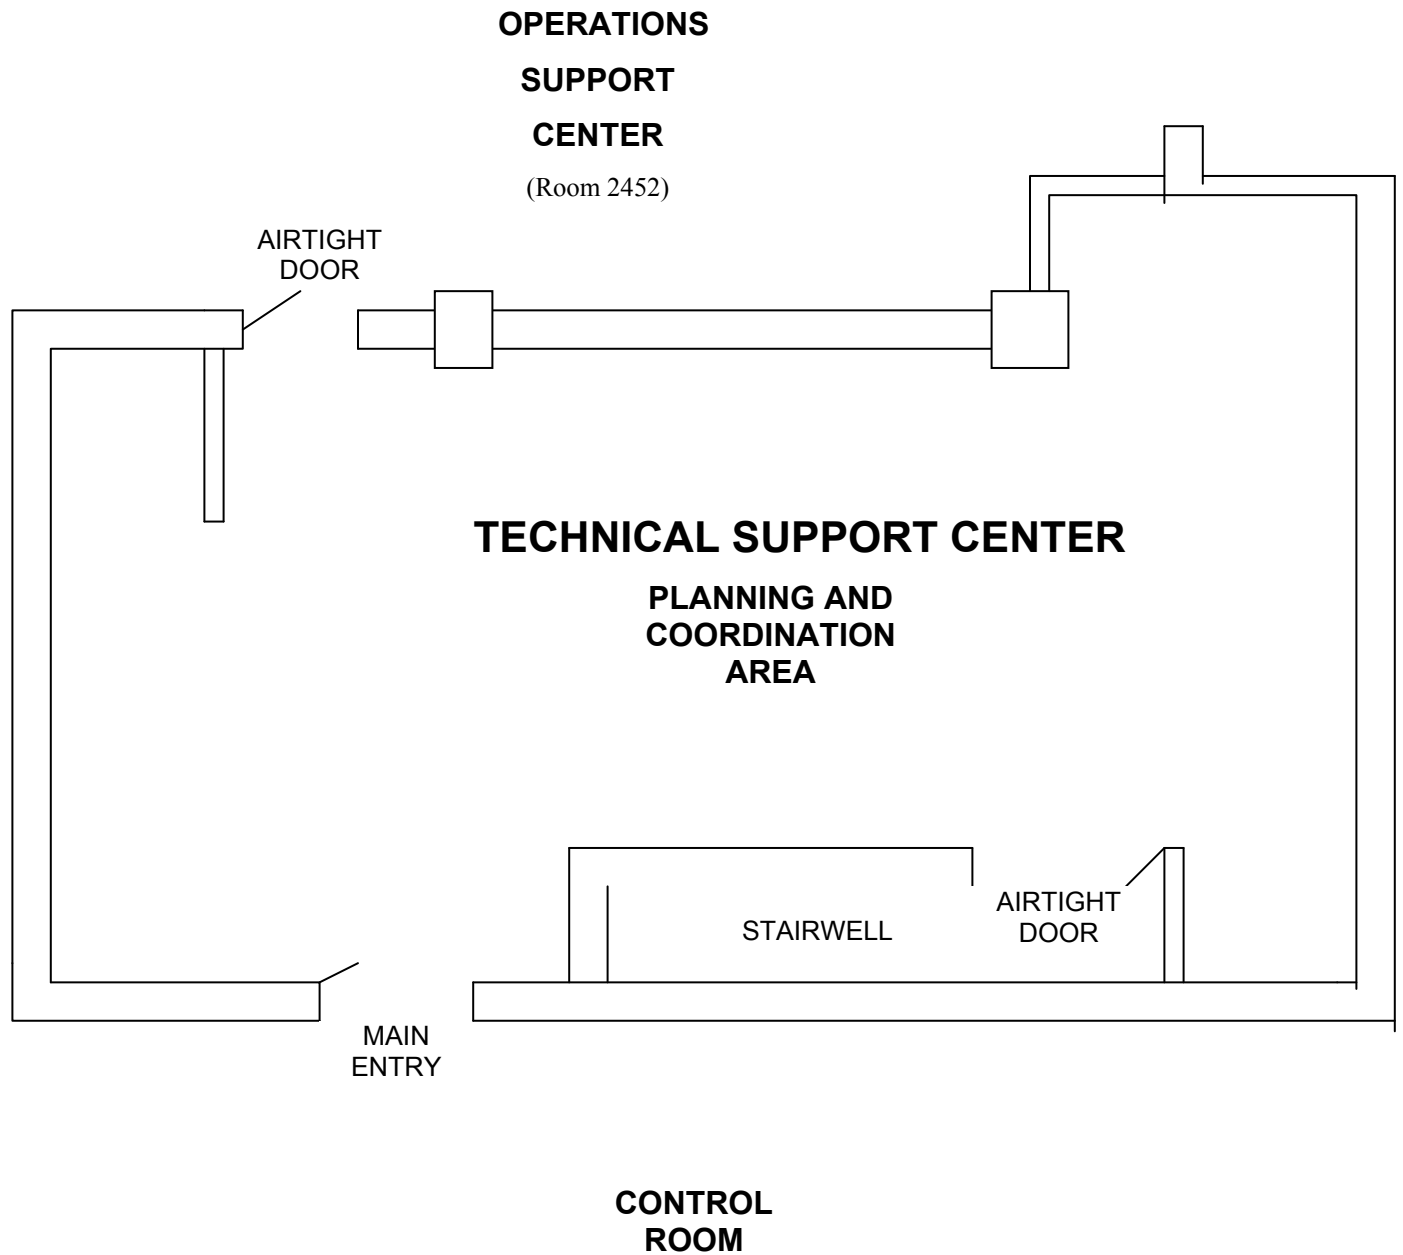 OPERATIONS
SUPPORT
CENTER
(Room 2452)
AIRTIGHT
DOOR
TECHNICAL SUPPORT CENTER
PLANNING AND
COORDINATION
AREA
STAIRWELL
AIRTIGHT
DOOR
MAIN
ENTRY
CONTROL
ROOM